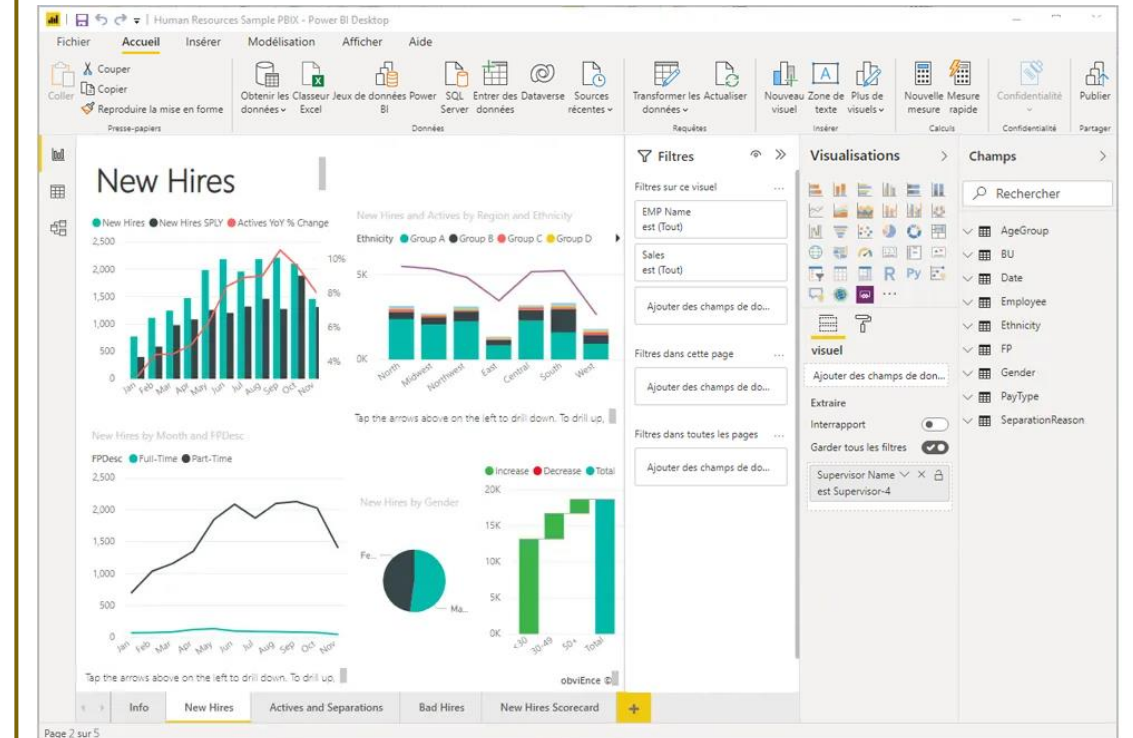 Human Resources Sample PBIX - Power BI Desktop
Fichier Accueil Insérer Modélisation Afficher Aide
Coller
Couper
Copier
Reproduire la mise en forme
Presse-papiers
Obtenir les données
Classeur Excel
Jeux de données Power BI
SQL Server
Entrer des données
Dataverse
Sources récentes
Données
Transformer les données
Actualiser
Requêtes
Nouveau visuel
Zone de texte
Plus de visuels
Insérer
Nouvelle mesure
Mesure rapide
Calculs
Confidentialité
Confidentialité
Publier
Partager
New Hires
New Hires New Hires SPLY Actives YoY % Change
2,500
2,000
1,500
1,000
500
0
10%
8%
6%
4%
Jan Feb Mar Apr May Jun Jul Aug Sep Oct Nov
New Hires and Actives by Region and Ethnicity
Ethnicity Group A Group B Group C Group D
5K
0K
North Midwest Northwest East Central South West
Tap the arrows above on the left to drill down. To drill up,
New Hires by Month and FPDesc
FPDesc Full-Time Part-Time
2,500
2,000
1,500
1,000
500
0
Jan Feb Mar Apr May Jun Jul Aug Sep Oct Nov
Tap the arrows above on the left to drill down. To drill up,
New Hires by Gender
Fe...
Ma...
Increase Decrease Total
20K
15K
10K
5K
0K
<30 30-49 50+ Total
obviEnce ©
Filtres
Filtres sur ce visuel ...
EMP Name
est (Tout)
Sales
est (Tout)
Ajouter des champs de do...
Filtres dans cette page ...
Ajouter des champs de do...
Filtres dans toutes les pages ...
Ajouter des champs de do...
Visualisations
R Py
...
visuel
Ajouter des champs de don...
Extraire
Interrapport
Garder tous les filtres
Supervisor Name
est Supervisor-4
Champs
Rechercher
AgeGroup
BU
Date
Employee
Ethnicity
FP
Gender
PayType
SeparationReason
Info New Hires Actives and Separations Bad Hires New Hires Scorecard +
Page 2 sur 5